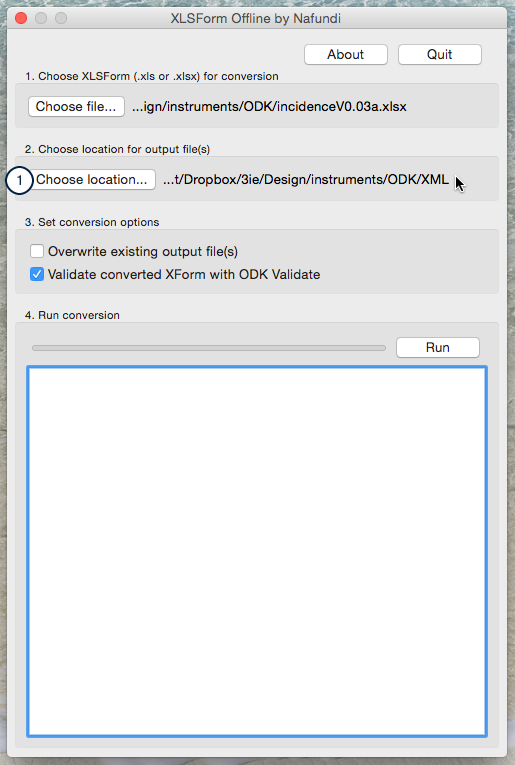 XLSForm Offline by Nafundi
About Quit
1. Choose XLSForm (.xls or .xlsx) for conversion
Choose file... ...ign/instruments/ODK/incidenceV0.03a.xlsx
2. Choose location for output file(s)
1 Choose location... ...t/Dropbox/3ie/Design/instruments/ODK/XML
3. Set conversion options
Overwrite existing output file(s)
Validate converted XForm with ODK Validate
4. Run conversion
Run